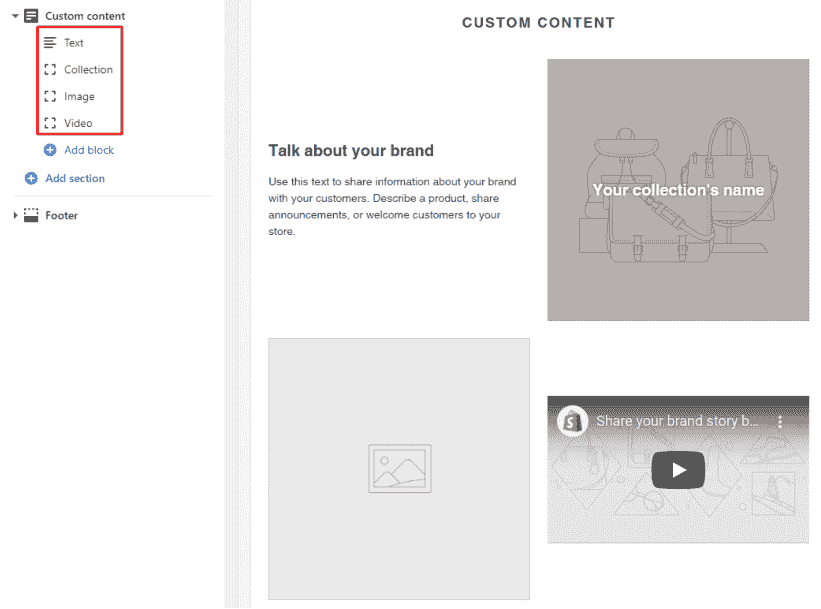 Custom content
Text
Collection
Image
Video
Add block
Add section
Footer
CUSTOM CONTENT
Talk about your brand
Use this text to share information about your brand
with your customers. Describe a product, share
announcements, or welcome customers to your
store.
Your collection's name
Share your brand story b...